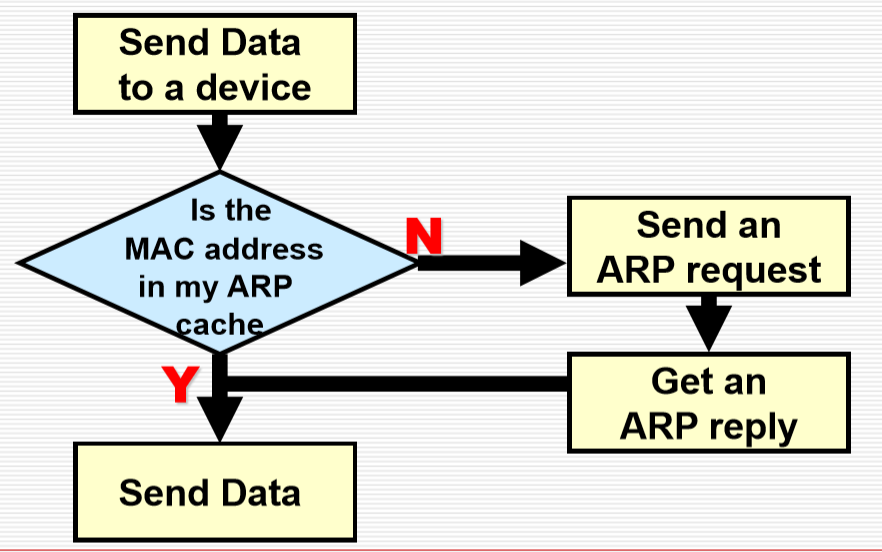 Send Data
to a device
Is the
MAC address
in my ARP
cache
N
Send an
ARP request
Y
Get an
ARP reply
Send Data